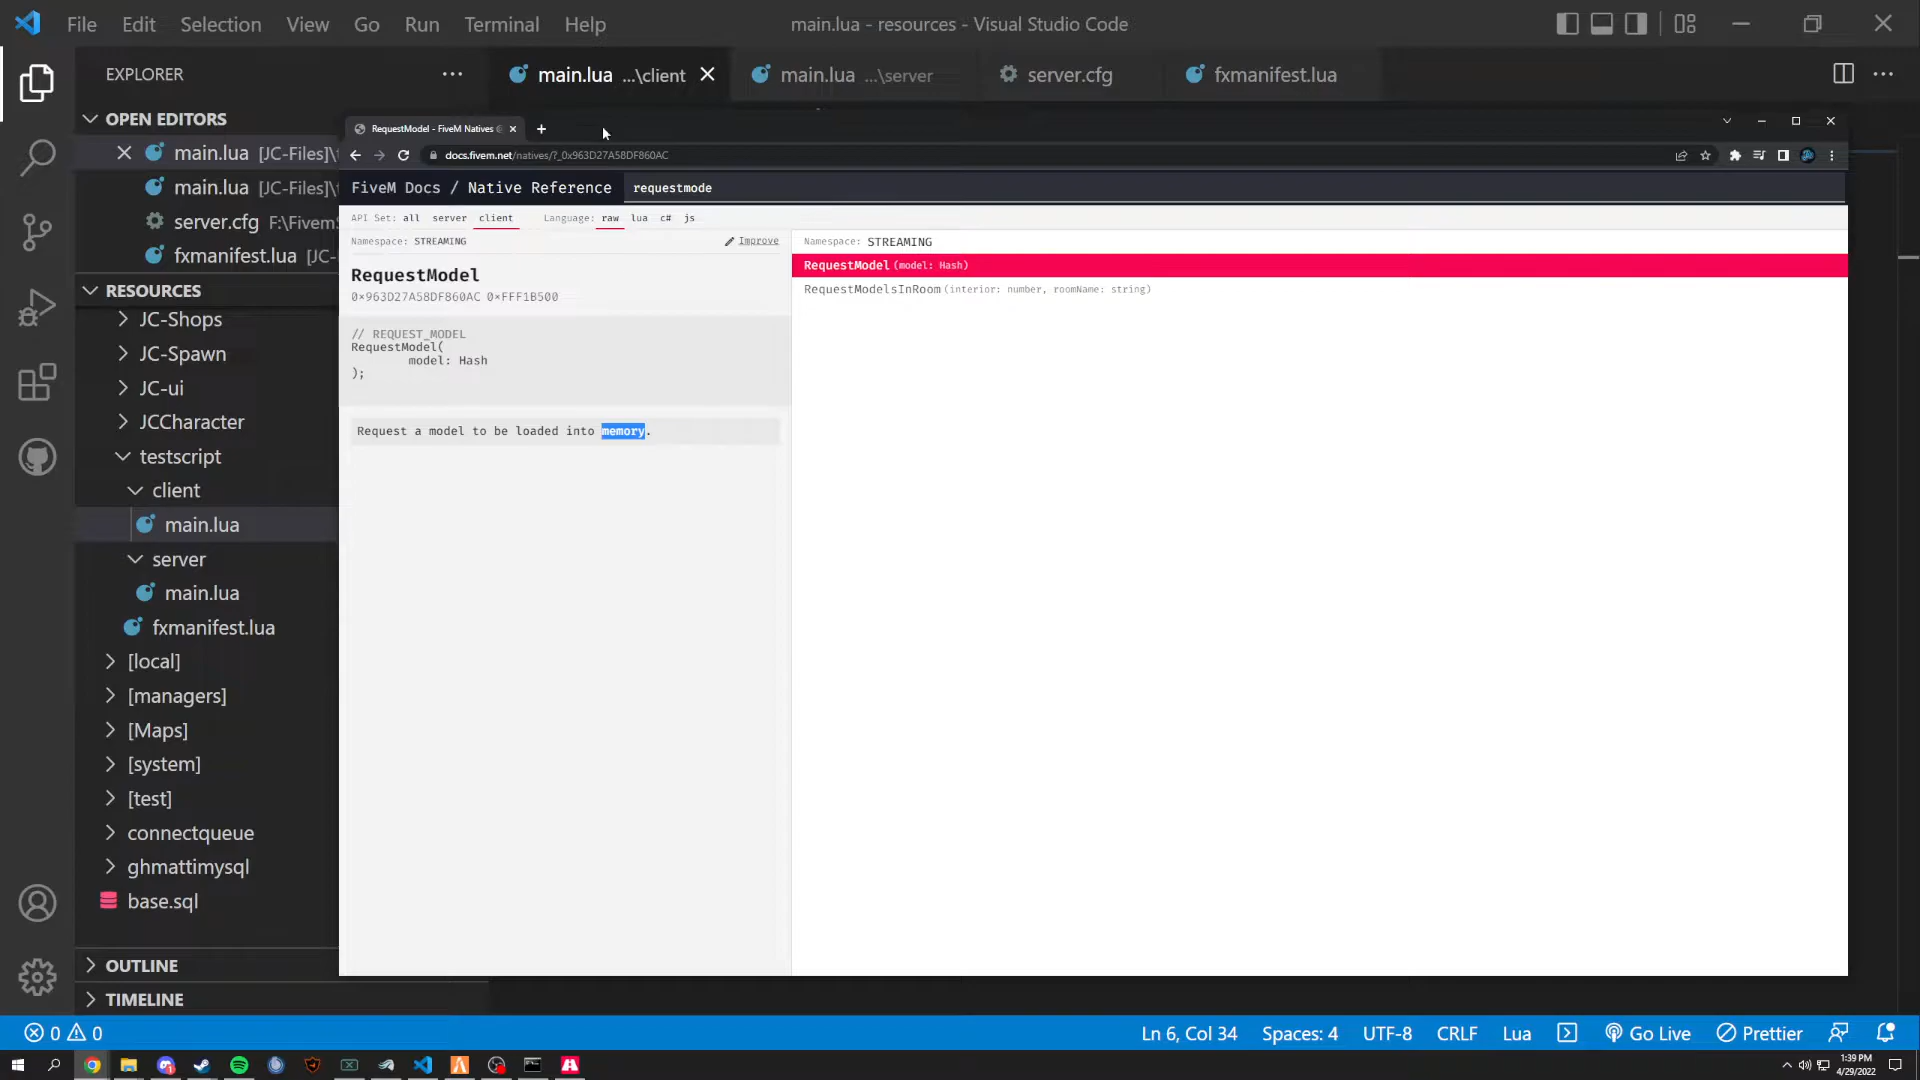 File Edit Selection View Go Run Terminal Help
main.lua - resources - Visual Studio Code
EXPLORER
main.lua ...\client
main.lua ...\server
server.cfg
fxmanifest.lua
OPEN EDITORS
main.lua [JC-Files]\t
main.lua [JC-Files]\t
server.cfg F:\FivemS
fxmanifest.lua [JC-
RESOURCES
JC-Shops
JC-Spawn
JC-ui
JCCharacter
testscript
client
main.lua
server
main.lua
fxmanifest.lua
[local]
[managers]
[Maps]
[system]
[test]
connectqueue
ghmattimysql
base.sql
OUTLINE
TIMELINE
RequestModel - FiveM Natives
docs.fivem.net/natives/?_0x963D27A58DF860AC
FiveM Docs / Native Reference
requestmode
API Set: all server client Language: raw lua c# js
Namespace: STREAMING
Improve
RequestModel
0×963D27A58DF860AC 0×FFF1B500
// REQUEST_MODEL
RequestModel(
model: Hash
);
Request a model to be loaded into memory.
Namespace: STREAMING
RequestModel(model: Hash)
RequestModelsInRoom(interior: number, roomName: string)
0 0
Ln 6, Col 34 Spaces: 4 UTF-8 CRLF Lua Go Live Prettier
1:39 PM
4/29/2022